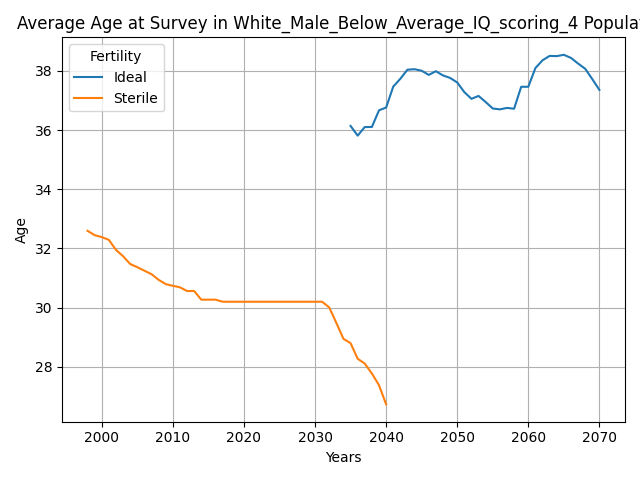 Average Age at Survey in White_Male_Below_Average_IQ_scoring_4 Popula
Fertility
Ideal
Sterile
38
36
34
32
30
28
Age
2000 2010 2020 2030 2040 2050 2060 2070
Years